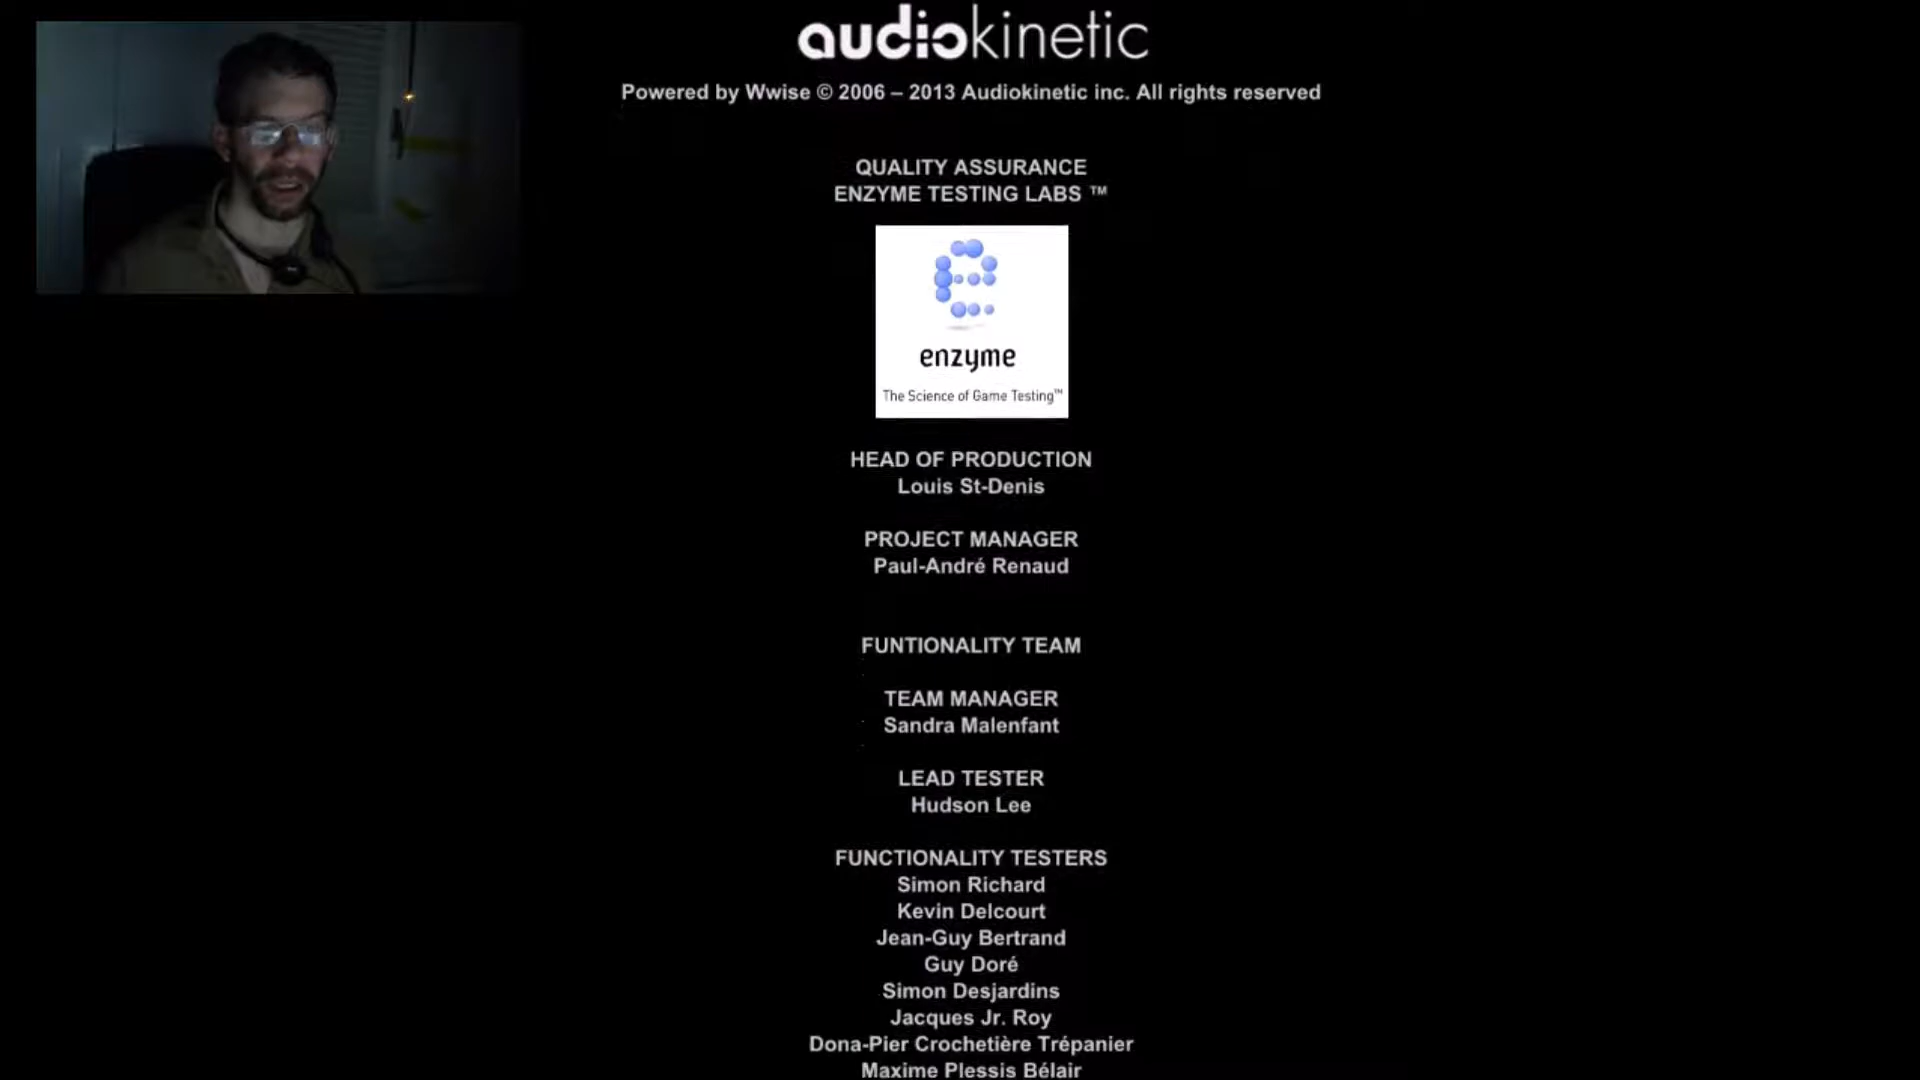 audiokinetic
Powered by Wwise © 2006 – 2013 Audiokinetic inc. All rights reserved
QUALITY ASSURANCE
ENZYME TESTING LABS ™
enzyme
The Science of Game Testing™
HEAD OF PRODUCTION
Louis St-Denis
PROJECT MANAGER
Paul-André Renaud
FUNTIONALITY TEAM
TEAM MANAGER
Sandra Malenfant
LEAD TESTER
Hudson Lee
FUNCTIONALITY TESTERS
Simon Richard
Kevin Delcourt
Jean-Guy Bertrand
Guy Doré
Simon Desjardins
Jacques Jr. Roy
Dona-Pier Crochetière Trépanier
Maxime Plessis Bélair